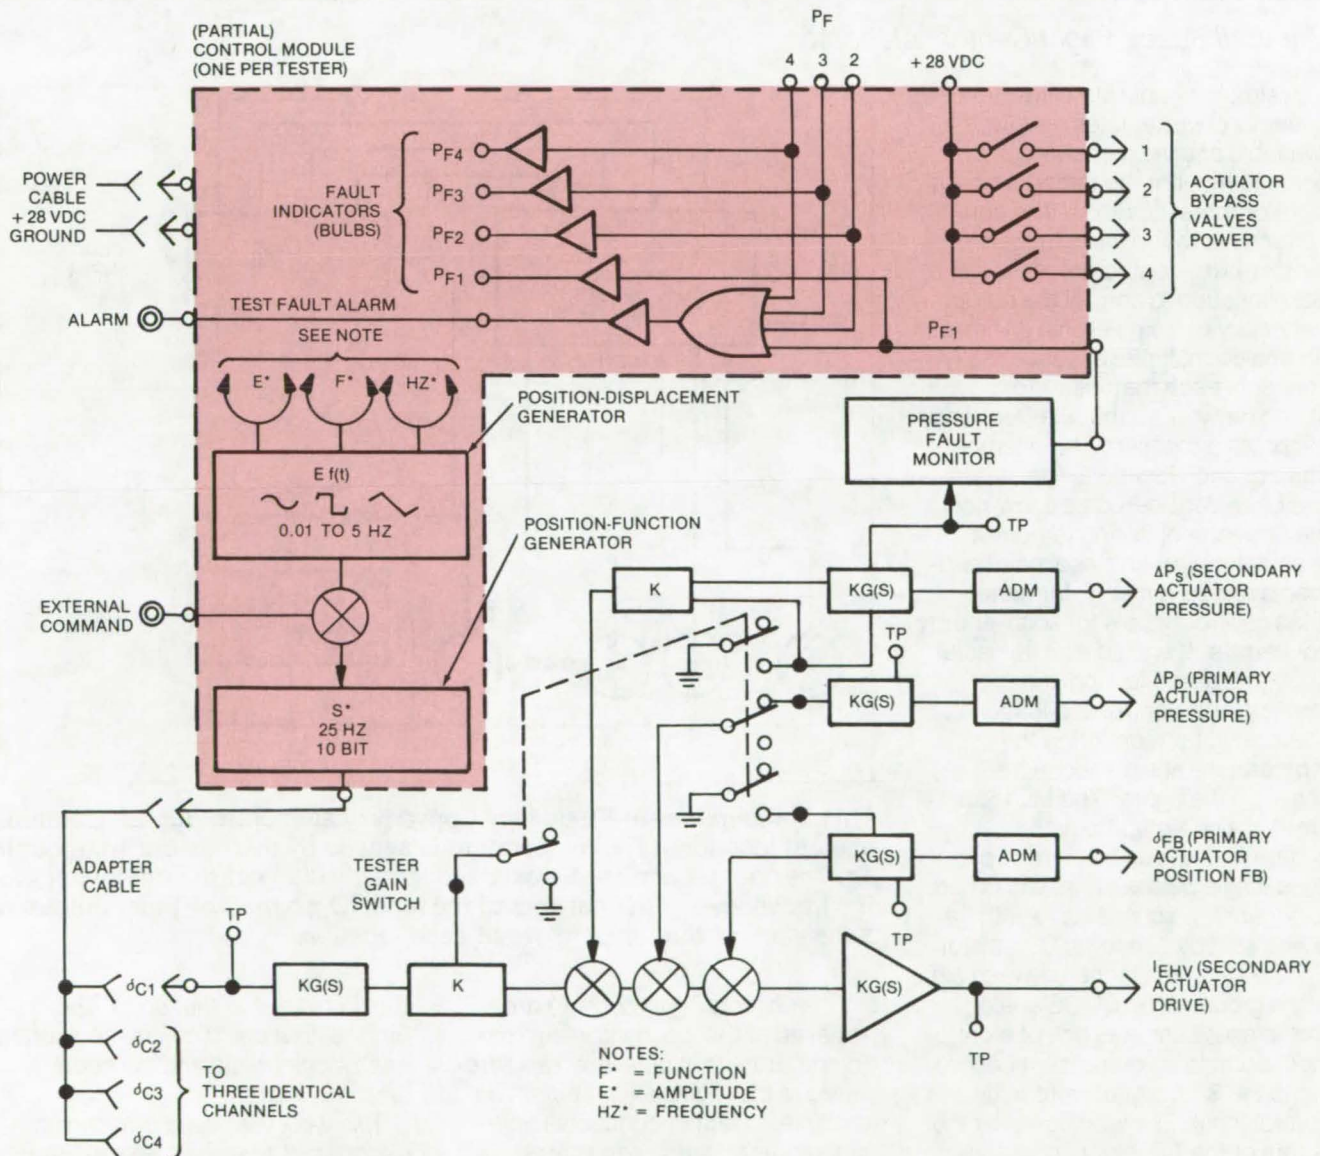 (PARTIAL)
CONTROL MODULE
(ONE PER TESTER)
PF
4 3 2
+ 28 VDC
POWER
CABLE
+ 28 VDC
GROUND
FAULT
INDICATORS
(BULBS)
PF4
PF3
PF2
PF1
1
2
3
4
ACTUATOR
BYPASS
VALVES
POWER
ALARM
TEST FAULT ALARM
SEE NOTE
PF1
E* F* HZ*
POSITION-DISPLACEMENT
GENERATOR
PRESSURE
FAULT
MONITOR
E f(t)
0.01 TO 5 HZ
POSITION-FUNCTION
GENERATOR
TP
EXTERNAL
COMMAND
K
KG(S)
ADM
ΔPS (SECONDARY
ACTUATOR
PRESSURE)
TP
S*
25 HZ
10 BIT
KG(S)
ADM
ΔPP (PRIMARY
ACTUATOR
PRESSURE)
ADAPTER
CABLE
TESTER
GAIN
SWITCH
KG(S)
ADM
δFB (PRIMARY
ACTUATOR
POSITION FB)
TP
TP
δC1
KG(S)
K
KG(S)
IEHV (SECONDARY
ACTUATOR
DRIVE)
TP
δC2
δC3
δC4
TO
THREE IDENTICAL
CHANNELS
NOTES:
F* = FUNCTION
E* = AMPLITUDE
HZ* = FREQUENCY